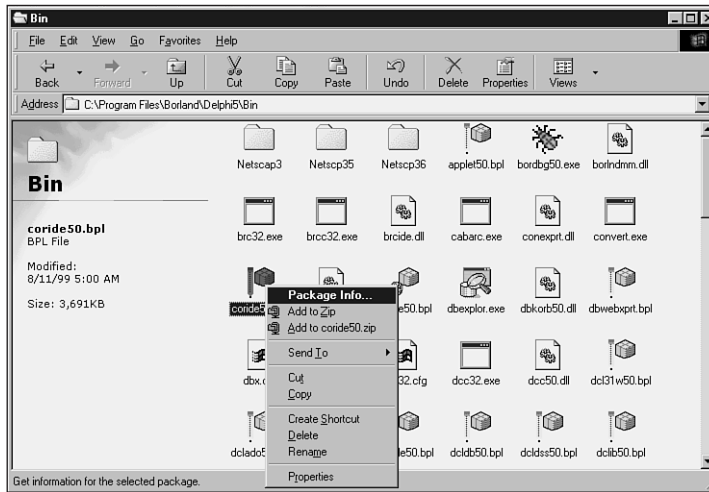 Bin
File Edit View Go Favorites Help
Back Forward Up Cut Copy Paste Undo Delete Properties Views
Address C:\Program Files\Borland\Delphi5\Bin
Bin
coride50.bpl
BPL File
Modified:
8/11/99 5:00 AM
Size: 3,691KB
Netscap3 Netscp35 Netscp36 applet50.bpl bordbg50.exe borlndmm.dll
brc32.exe brcc32.exe brcide.dll cabarc.exe conexprt.dll convert.exe
coride5 e50.bpl dbexplor.exe dbkorb50.dll dbwebxprt.bpl
dbx.c 32.cfg dcc32.exe dcc50.dll dcl31w50.bpl
dclado5 le50.bpl dcldb50.bpl dcldss50.bpl dclib50.bpl
Package Info...
Add to Zip
Add to coride50.zip
Send To
Cut
Copy
Create Shortcut
Delete
Rename
Properties
Get information for the selected package.